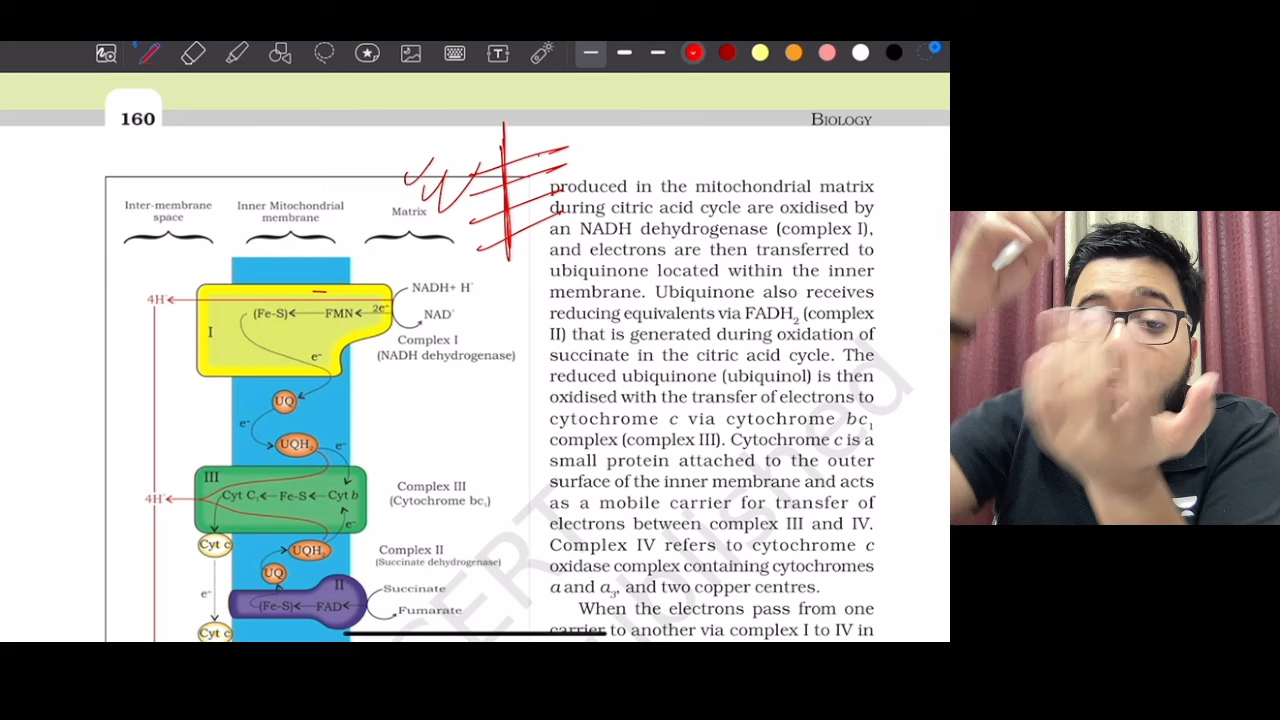 160
BIOLOGY
Inter-membrane
space
Inner Mitochondrial
membrane
Matrix
4H⁺
NADH+ H⁺
2e⁻
(Fe-S)
FMN
NAD⁺
I
Complex I
(NADH dehydrogenase)
e⁻
UQ
e⁻
UQH₂
e⁻
III
4H⁺
Cyt C₁
Fe-S
Cyt b
Complex III
(Cytochrome bc₁)
e⁻
Cyt c
UQH₂
Complex II
(Succinate dehydrogenase)
UQ
II
Succinate
e⁻
(Fe-S)
FAD
Fumarate
Cyt c
produced in the mitochondrial matrix
during citric acid cycle are oxidised by
an NADH dehydrogenase (complex I),
and electrons are then transferred to
ubiquinone located within the inner
membrane. Ubiquinone also receives
reducing equivalents via FADH₂ (complex
II) that is generated during oxidation of
succinate in the citric acid cycle. The
reduced ubiquinone (ubiquinol) is then
oxidised with the transfer of electrons to
cytochrome c via cytochrome bc₁
complex (complex III). Cytochrome c is a
small protein attached to the outer
surface of the inner membrane and acts
as a mobile carrier for transfer of
electrons between complex III and IV.
Complex IV refers to cytochrome c
oxidase complex containing cytochromes
a and a₃, and two copper centres.
When the electrons pass from one
carrier to another via complex I to IV in